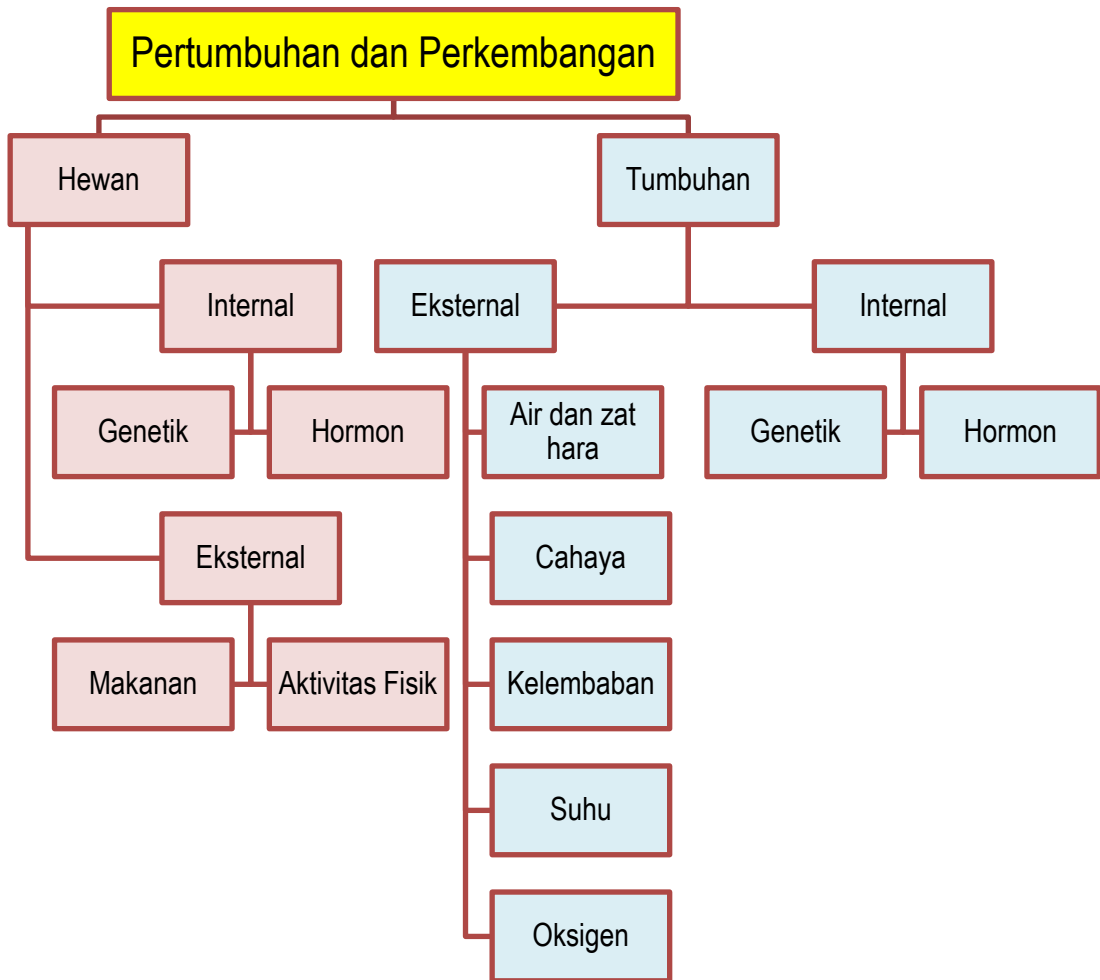 Pertumbuhan dan Perkembangan
Hewan
Tumbuhan
Internal
Eksternal
Internal
Genetik
Hormon
Air dan zat
hara
Genetik
Hormon
Eksternal
Cahaya
Makanan
Aktivitas Fisik
Kelembaban
Suhu
Oksigen